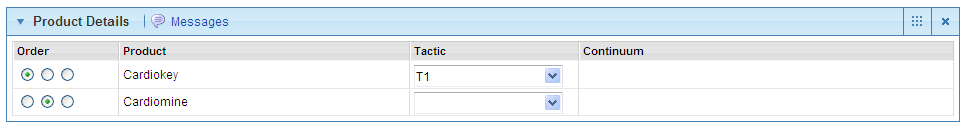 Product Details Messages
Order Product Tactic Continuum
Cardiokey T1
Cardiomine